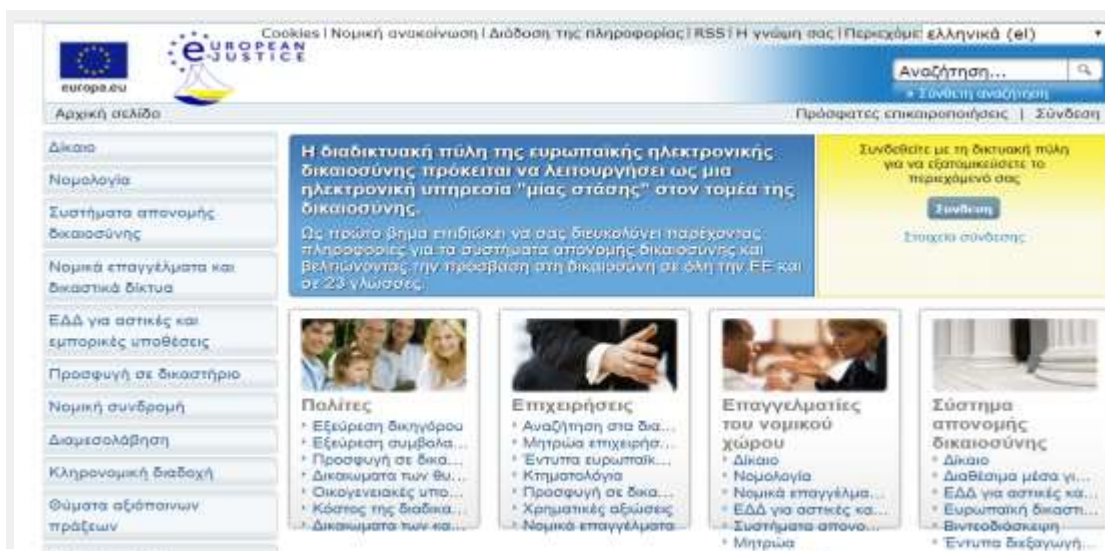 Cookies | Νομική ανακοίνωση | Διάδοση της πληροφορίας | RSS | Η γνώμη σας | Περιεχόμε ελληνικά (el)
EUROPEAN
E-JUSTICE
europa.eu
Αναζήτηση...
» Σύνθετη αναζήτηση
Αρχική σελίδα
Πρόσφατες επικαιροποιήσεις | Σύνδεση
Δίκαιο
Νομολογία
Συστήματα απονομής
δικαιοσύνης
Νομικά επαγγέλματα και
δικαστικά δίκτυα
ΕΔΔ για αστικές και
εμπορικές υποθέσεις
Προσφυγή σε δικαστήριο
Νομική συνδρομή
Διαμεσολάβηση
Κληρονομική διαδοχή
Θύματα αξιόποινων
πράξεων
Η διαδικτυακή πύλη της ευρωπαϊκής ηλεκτρονικής
δικαιοσύνης πρόκειται να λειτουργήσει ως μια
ηλεκτρονική υπηρεσία "μίας στάσης" στον τομέα της
δικαιοσύνης.
Ως πρώτο βήμα επιδιώκει να σας διευκολύνει παρέχοντας
πληροφορίες για τα συστήματα απονομής δικαιοσύνης και
βελτιώνοντας την πρόσβαση στη δικαιοσύνη σε όλη την ΕΕ και
σε 23 γλώσσες.
Συνδεθείτε με τη δικτυακή πύλη
για να εξατομικεύσετε το
περιεχόμενό σας
Σύνδεση
Στοιχεία σύνδεσης
Πολίτες
Εξεύρεση δικηγόρου
Εξεύρεση συμβολα...
Προσφυγή σε δικα...
Δικαιώματα των θυ...
Οικογενειακές υπο...
Κόστος της διαδικα...
Δικαιώματα των κα...
Επιχειρήσεις
Αναζήτηση στα δια...
Μητρώα επιχειρήσ...
Έντυπα ευρωπαϊκ...
Κτηματολόγια
Προσφυγή σε δικα...
Χρηματικές αξιώσεις
Νομικά επαγγέλματα
Επαγγελματίες
του νομικού
χώρου
Δίκαιο
Νομολογία
Νομικά επαγγέλμα...
ΕΔΔ για αστικές κα...
Συστήματα απονο...
Μητρώα
Σύστημα
απονομής
δικαιοσύνης
Δίκαιο
Διαθέσιμα μέσα γι...
ΕΔΔ για αστικές κα...
Ευρωπαϊκή δικαστι...
Βιντεοδιάσκεψη
Έντυπα διεξαγωγή...